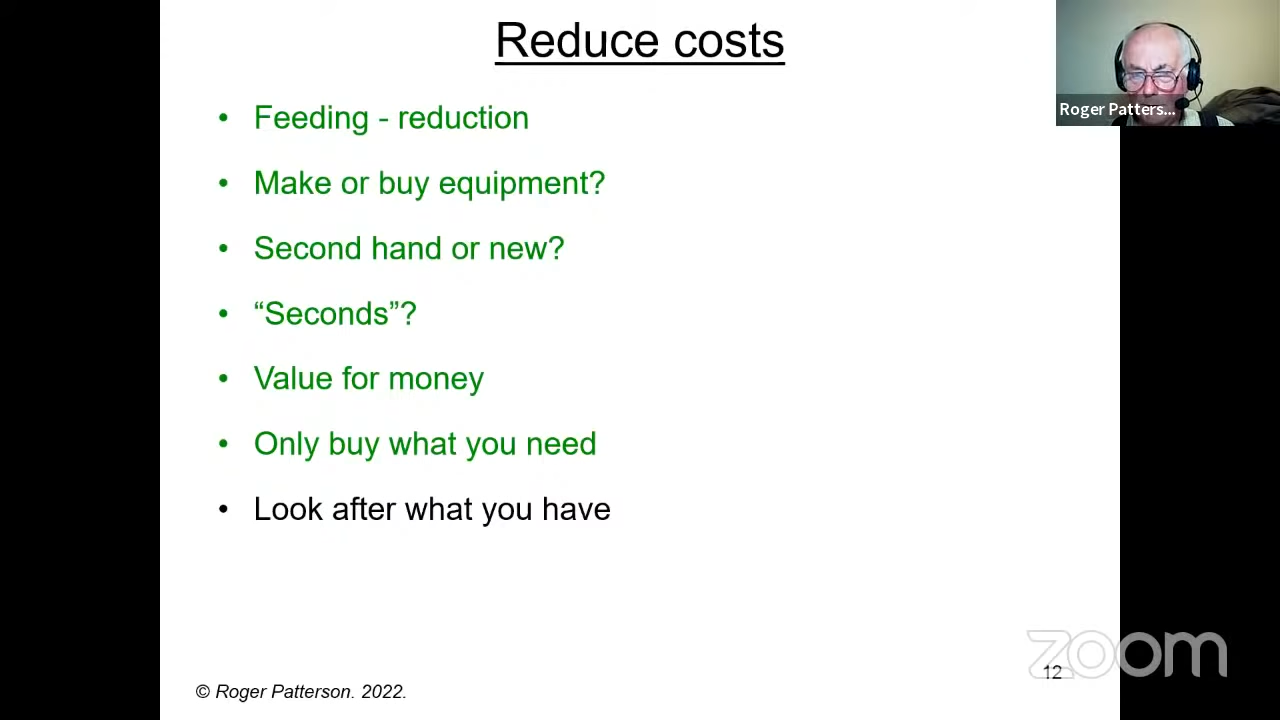 Reduce costs
Roger Patters...
• Feeding - reduction
• Make or buy equipment?
• Second hand or new?
• “Seconds”?
• Value for money
• Only buy what you need
• Look after what you have
zoom
12
© Roger Patterson. 2022.